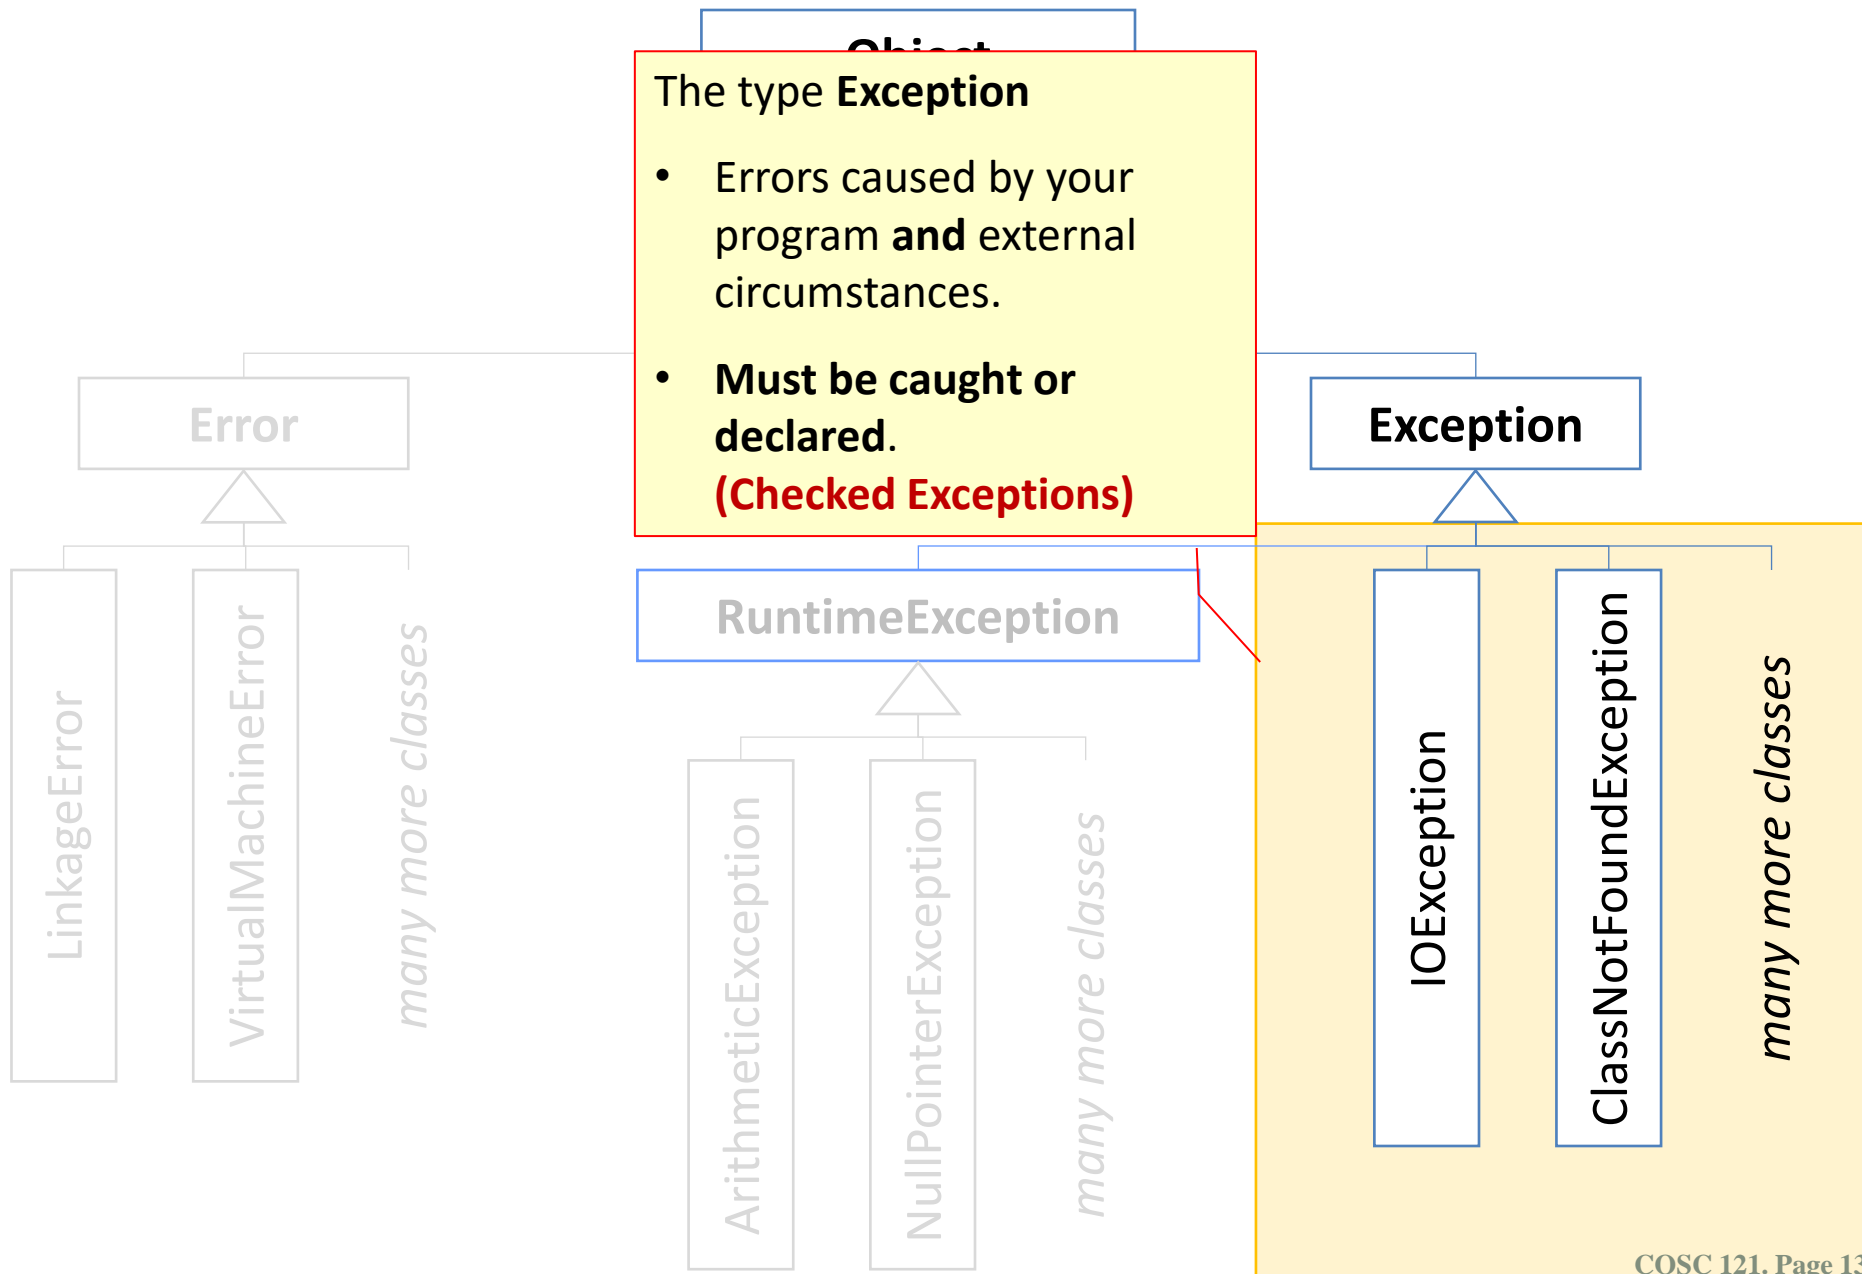 Object
The type Exception
• Errors caused by your
program and external
circumstances.
• Must be caught or
declared.
(Checked Exceptions)
Error
Exception
RuntimeException
LinkageError
VirtualMachineError
many more classes
ArithmeticException
NullPointerException
many more classes
IOException
ClassNotFoundException
many more classes
COSC 121. Page 13